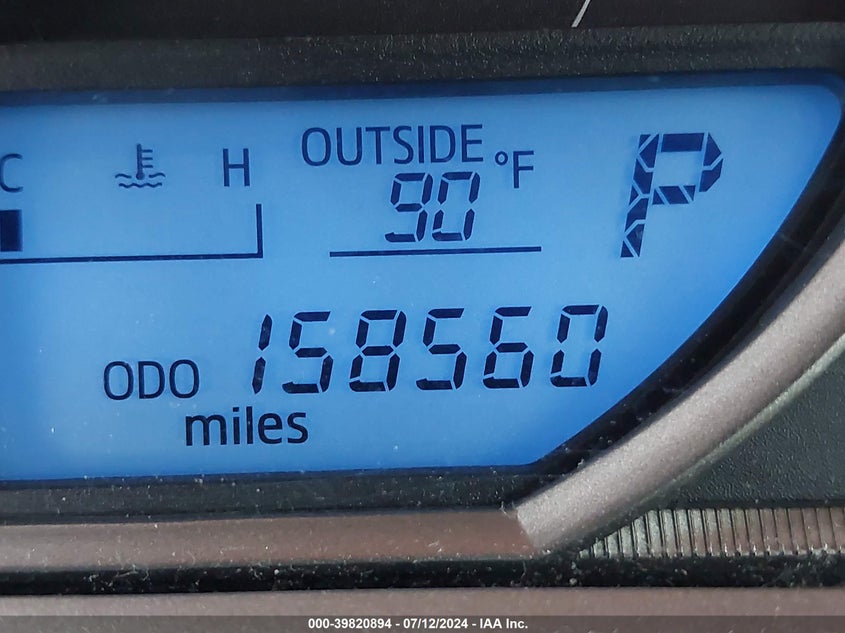 OUTSIDE °F
C H
90
P
ODO 158560
miles
000-39820894 - 07/12/2024 - IAA Inc.